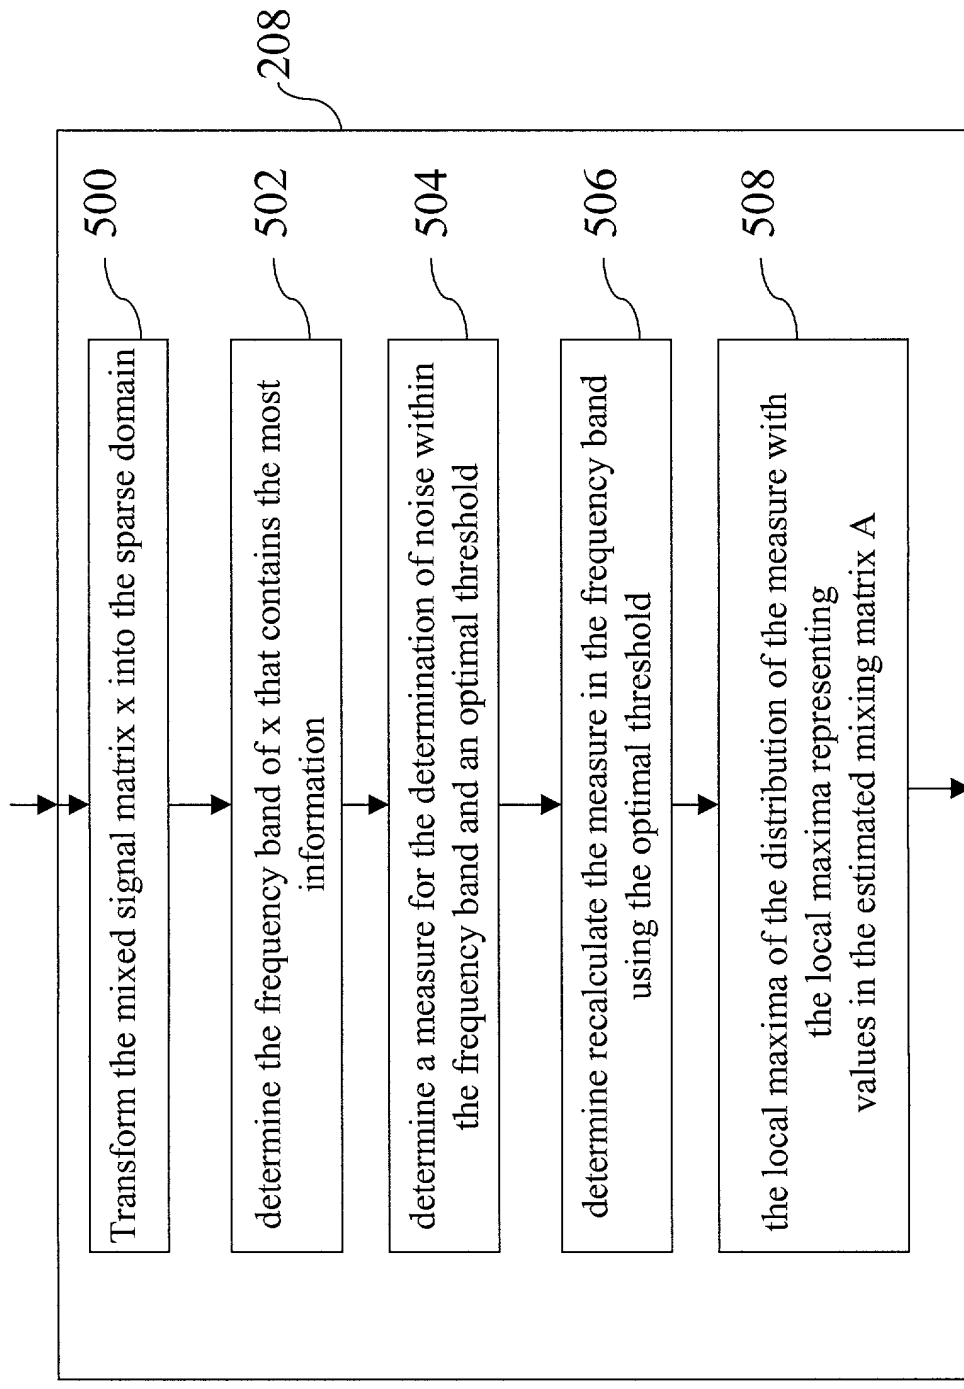 208
500
Transform the mixed signal matrix x into the sparse domain
502
determine the frequency band of x that contains the most
information
504
determine a measure for the determination of noise within
the frequency band and an optimal threshold
506
determine recalculate the measure in the frequency band
using the optimal threshold
508
the local maxima of the distribution of the measure with
the local maxima representing
values in the estimated mixing matrix A